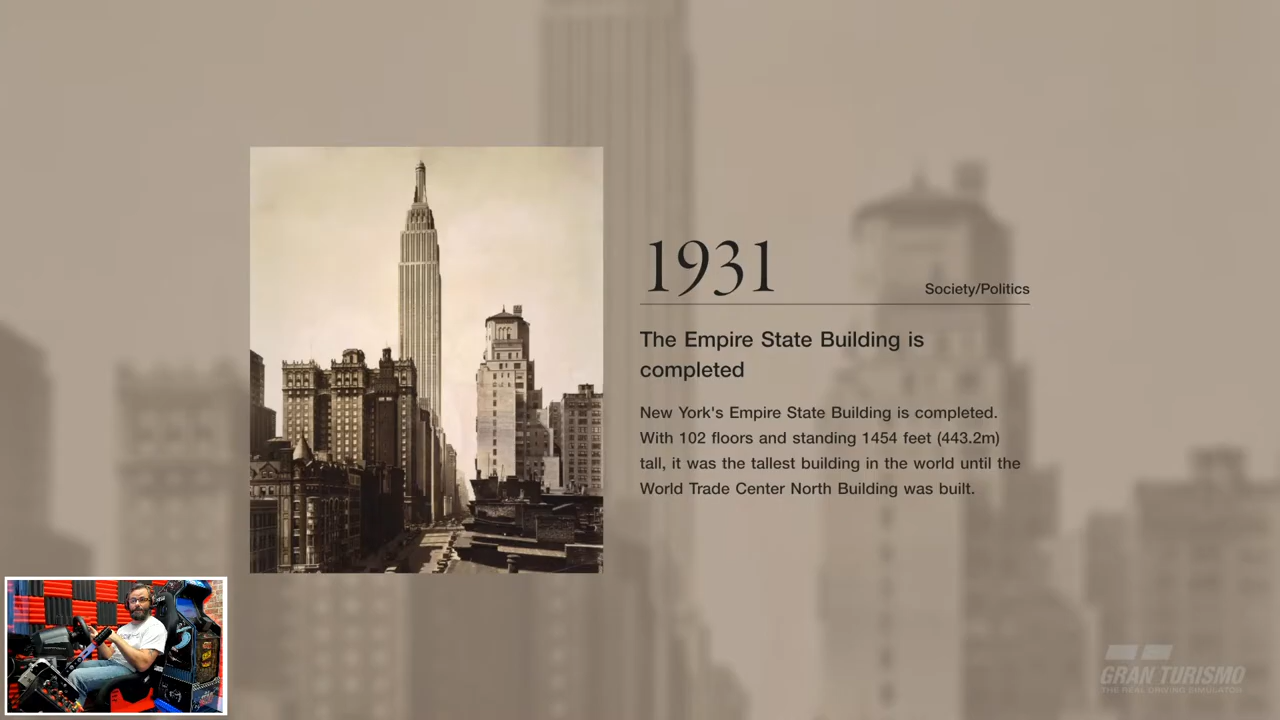 1931
Society/Politics
The Empire State Building is
completed
New York's Empire State Building is completed.
With 102 floors and standing 1454 feet (443.2m)
tall, it was the tallest building in the world until the
World Trade Center North Building was built.
GRAN TURISMO
THE REAL DRIVING SIMULATOR